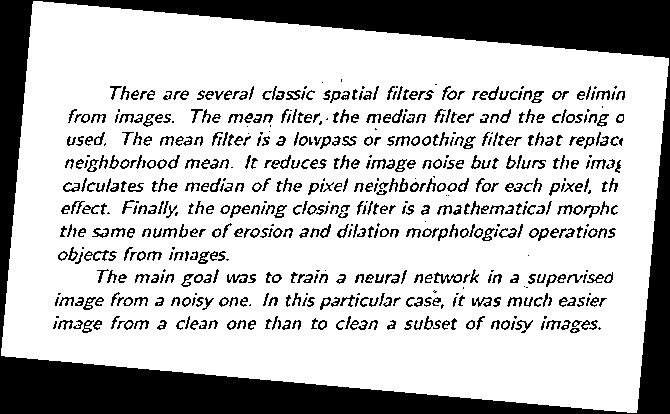 There are several classic spatial filters for reducing or elimin
from images. The mean filter, the median filter and the closing o
used. The mean filter is a lowpass or smoothing filter that replace
neighborhood mean. It reduces the image noise but blurs the imag
calculates the median of the pixel neighborhood for each pixel, th
effect. Finally, the opening closing filter is a mathematical morpho
the same number of erosion and dilation morphological operations
objects from images.
The main goal was to train a neural network in a supervised
image from a noisy one. In this particular case, it was much easier
image from a clean one than to clean a subset of noisy images.